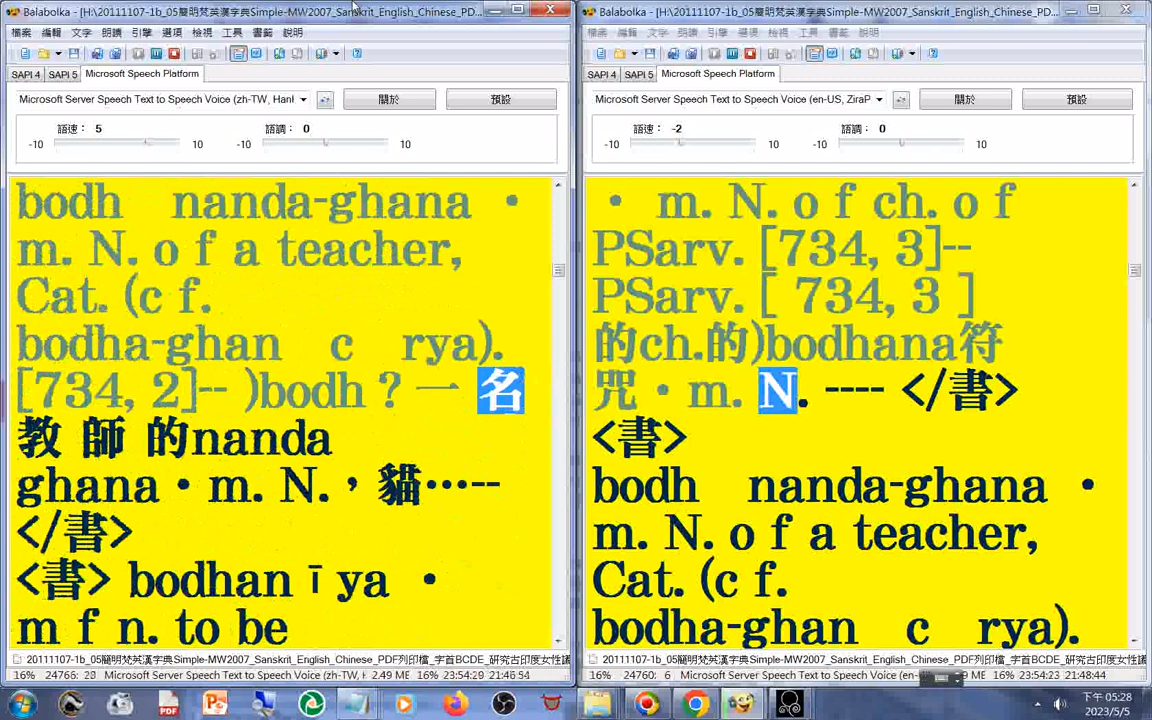 Balabolka - [H:\20111107-1b_05簡明梵英漢字典Simple-MW2007_Sanskrit_English_Chinese_PD...
檔案 編輯 文字 朗讀 引擎 選項 檢視 工具 書籤 說明
SAPI 4 SAPI 5 Microsoft Speech Platform
Microsoft Server Speech Text to Speech Voice (zh-TW, Hanl 關於 預設
語速： 5 語調： 0
-10 10 -10 10
bodh nanda-ghana ‧
m. N. o f a teacher,
Cat. (c f.
bodha-ghan c rya).
[734, 2]-- )bodh？一 名
教 師 的nanda
ghana‧m. N.，貓…--
</書>
<書> bodhanīya ‧
m f n. to be
20111107-1b_05簡明梵英漢字典Simple-MW2007_Sanskrit_English_Chinese_PDF列印檔_字首BCDE_研究古印度女性議
16% 24766: 23 Microsoft Server Speech Text to Speech Voice (zh-TW, H 2.49 MB 16% 23:54:29 21:46:54
Balabolka - [H:\20111107-1b_05簡明梵英漢字典Simple-MW2007_Sanskrit_English_Chinese_PD...
檔案 編輯 文字 朗讀 引擎 選項 檢視 工具 書籤 說明
SAPI 4 SAPI 5 Microsoft Speech Platform
Microsoft Server Speech Text to Speech Voice (en-US, ZiraP 關於 預設
語速： -2 語調： 0
-10 10 -10 10
‧ m. N. o f ch. o f
PSarv. [734, 3]--
PSarv. [ 734, 3 ]
的ch.的)bodhana符
咒‧m. N. ---- </書>
<書>
bodh nanda-ghana ‧
m. N. o f a teacher,
Cat. (c f.
bodha-ghan c rya).
20111107-1b_05簡明梵英漢字典Simple-MW2007_Sanskrit_English_Chinese_PDF列印檔_字首BCDE_研究古印度女性議
16% 24760: 6 Microsoft Server Speech Text to Speech Voice (en- MB 16% 23:54:23 21:48:44
PDF
下午 05:28
2023/5/5